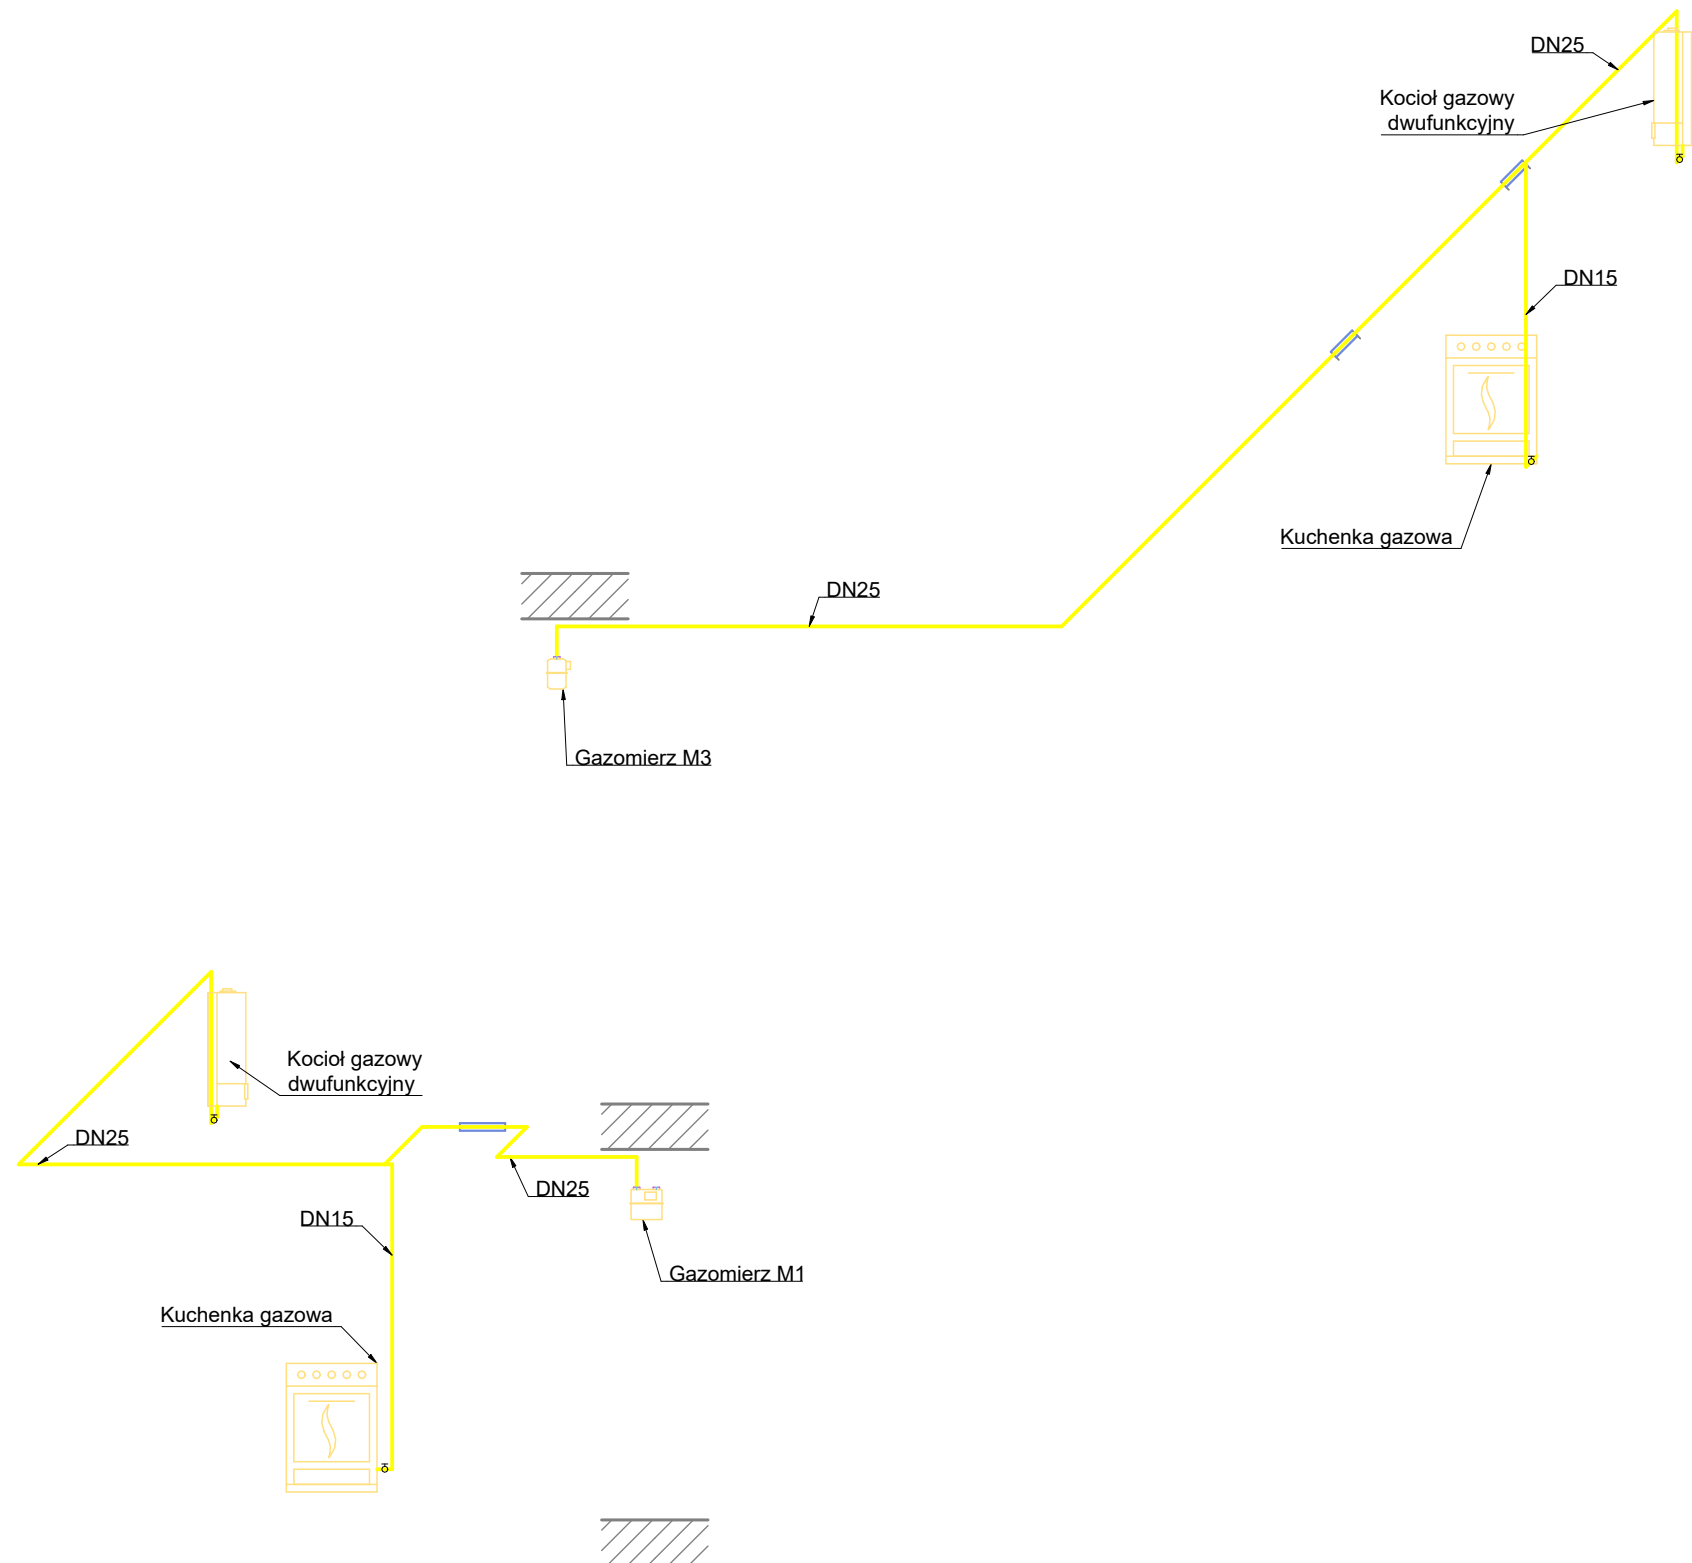 DN25
Kocioł gazowy
dwufunkcyjny
DN15
Kuchenka gazowa
DN25
Gazomierz M3
Kocioł gazowy
dwufunkcyjny
DN25
DN25
DN15
Gazomierz M1
Kuchenka gazowa